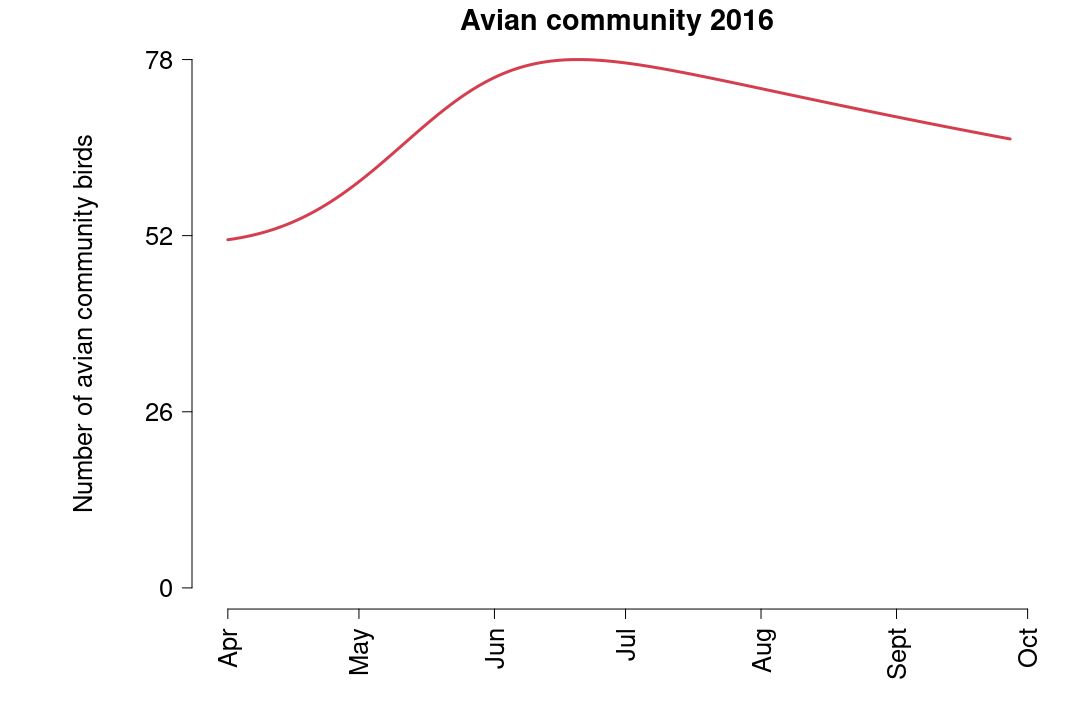 Avian community 2016
Number of avian community birds
78
52
26
0
Apr
May
Jun
Jul
Aug
Sept
Oct